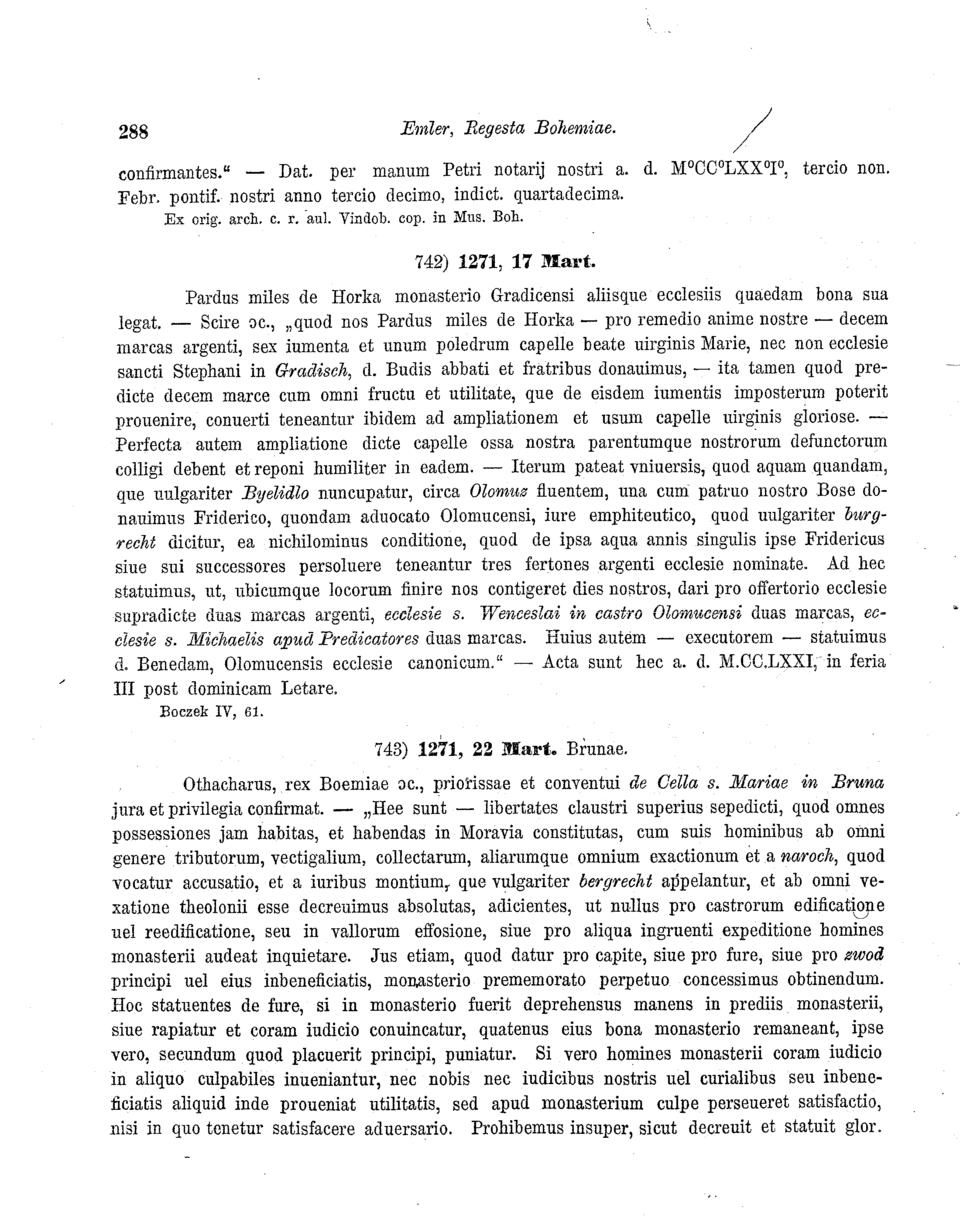 288
Emler, Regesta Bohemiae.
confirmantes.“ — Dat. per manum Petri notarij nostri a. d. M⁰CC⁰LXX⁰I⁰, tercio non.
Febr. pontif. nostri anno tercio decimo, indict. quartadecima.
Ex orig. arch. c. r. aul. Vindob. cop. in Mus. Boh.
742) 1271, 17 Mart.
Pardus miles de Horka monasterio Gradicensi aliisque ecclesiis quaedam bona sua
legat. — Scire ɔc., „quod nos Pardus miles de Horka — pro remedio anime nostre — decem
marcas argenti, sex iumenta et unum poledrum capelle beate uirginis Marie, nec non ecclesie
sancti Stephani in Gradisch, d. Budis abbati et fratribus donauimus, — ita tamen quod pre-
dicte decem marce cum omni fructu et utilitate, que de eisdem iumentis imposterum poterit
prouenire, conuerti teneantur ibidem ad ampliationem et usum capelle uirginis gloriose. —
Perfecta autem ampliatione dicte capelle ossa nostra parentumque nostrorum defunctorum
colligi debent et reponi humiliter in eadem. — Iterum pateat vniuersis, quod aquam quandam,
que uulgariter Byelidlo nuncupatur, circa Olomuz fluentem, una cum patruo nostro Bose do-
nauimus Friderico, quondam aduocato Olomucensi, iure emphiteutico, quod uulgariter burg-
recht dicitur, ea nichilominus conditione, quod de ipsa aqua annis singulis ipse Fridericus
siue sui successores persoluere teneantur tres fertones argenti ecclesie nominate. Ad hec
statuimus, ut, ubicumque locorum finire nos contigeret dies nostros, dari pro offertorio ecclesie
supradicte duas marcas argenti, ecclesie s. Wenceslai in castro Olomucensi duas marcas, ec-
clesie s. Michaelis apud Predicatores duas marcas. Huius autem — executorem — statuimus
d. Benedam, Olomucensis ecclesie canonicum.“ — Acta sunt hec a. d. M.CC.LXXI, in feria
III post dominicam Letare.
Boczek IV, 61.
743) 1271, 22 Mart. Brunae.
Othacharus, rex Boemiae ɔc., priorissae et conventui de Cella s. Mariae in Bruna
jura et privilegia confirmat. — „Hee sunt — libertates claustri superius sepedicti, quod omnes
possessiones jam habitas, et habendas in Moravia constitutas, cum suis hominibus ab omni
genere tributorum, vectigalium, collectarum, aliarumque omnium exactionum et a naroch, quod
vocatur accusatio, et a iuribus montium, que vulgariter bergrecht appelantur, et ab omni ve-
xatione theolonii esse decreuimus absolutas, adicientes, ut nullus pro castrorum edificatione
uel reedificatione, seu in vallorum effosione, siue pro aliqua ingruenti expeditione homines
monasterii audeat inquietare. Jus etiam, quod datur pro capite, siue pro fure, siue pro zwod
principi uel eius inbeneficiatis, monasterio prememorato perpetuo concessimus obtinendum.
Hoc statuentes de fure, si in monasterio fuerit deprehensus manens in prediis monasterii,
siue rapiatur et coram iudicio conuincatur, quatenus eius bona monasterio remaneant, ipse
vero, secundum quod placuerit principi, puniatur. Si vero homines monasterii coram iudicio
in aliquo culpabiles inueniantur, nec nobis nec iudicibus nostris uel curialibus seu inbene-
ficiatis aliquid inde proueniat utilitatis, sed apud monasterium culpe perseueret satisfactio,
nisi in quo tenetur satisfacere aduersario. Prohibemus insuper, sicut decreuit et statuit glor.